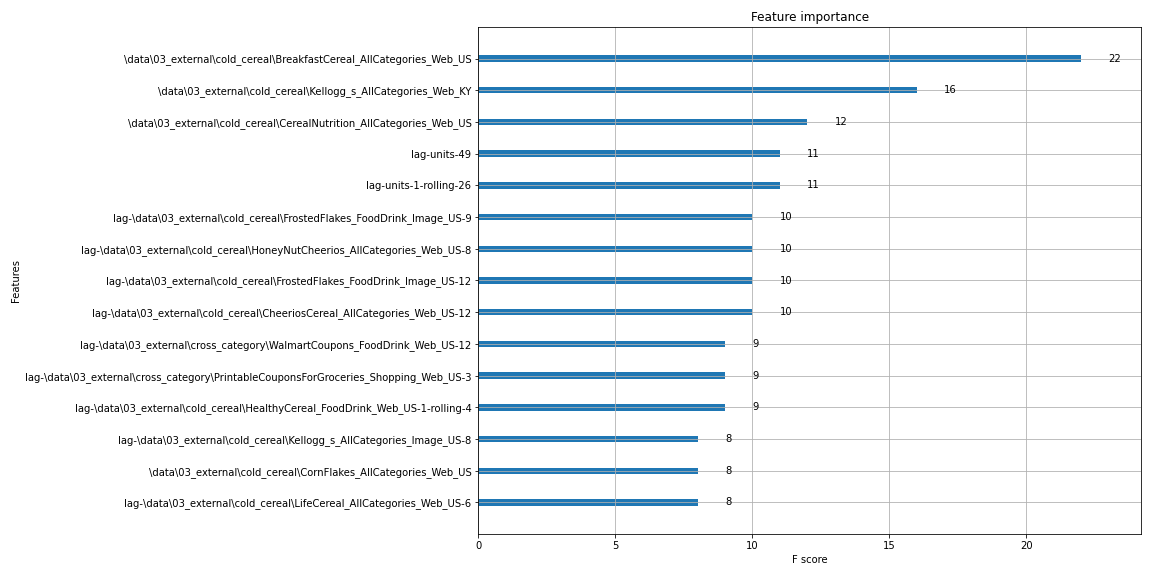 Feature importance
\data\03_external\cold_cereal\BreakfastCereal_AllCategories_Web_US
22
\data\03_external\cold_cereal\Kellogg_s_AllCategories_Web_KY
16
\data\03_external\cold_cereal\CerealNutrition_AllCategories_Web_US
12
lag-units-49
11
lag-units-1-rolling-26
11
lag-\data\03_external\cold_cereal\FrostedFlakes_FoodDrink_Image_US-9
10
lag-\data\03_external\cold_cereal\HoneyNutCheerios_AllCategories_Web_US-8
10
lag-\data\03_external\cold_cereal\FrostedFlakes_FoodDrink_Image_US-12
10
lag-\data\03_external\cold_cereal\CheeriosCereal_AllCategories_Web_US-12
10
lag-\data\03_external\cross_category\WalmartCoupons_FoodDrink_Web_US-12
9
lag-\data\03_external\cross_category\PrintableCouponsForGroceries_Shopping_Web_US-3
9
lag-\data\03_external\cold_cereal\HealthyCereal_FoodDrink_Web_US-1-rolling-4
9
lag-\data\03_external\cold_cereal\Kellogg_s_AllCategories_Image_US-8
8
\data\03_external\cold_cereal\CornFlakes_AllCategories_Web_US
8
lag-\data\03_external\cold_cereal\LifeCereal_AllCategories_Web_US-6
8
Features
0 5 10 15 20
F score